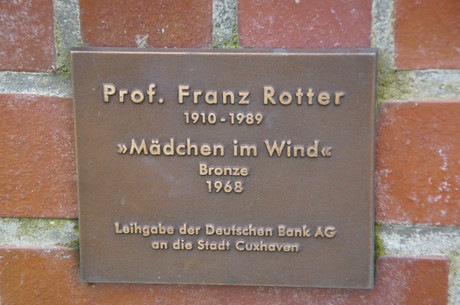 Prof. Franz Rotter
1910-1989
»Mädchen im Wind«
Bronze
1968
Leihgabe der Deutschen Bank AG
an die Stadt Cuxhaven